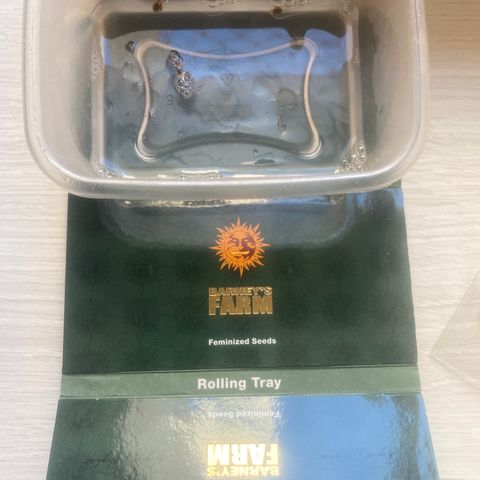 BARNEY'S
FARM
Feminized Seeds
Rolling Tray
Feminized Seeds
BARNEY'S
FARM